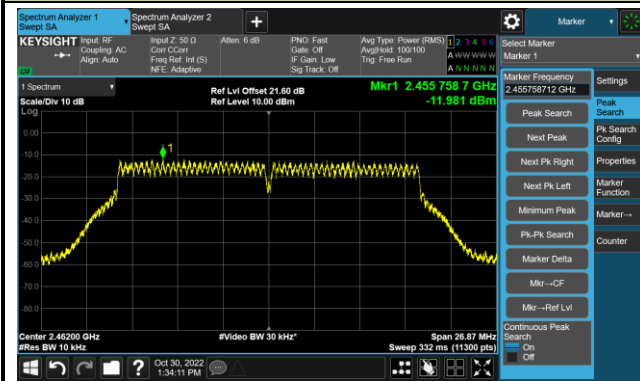 Spectrum Analyzer 1
Swept SA
Spectrum Analyzer 2
Swept SA
+
Marker
KEYSIGHT
Input: RF
Coupling: AC
Align: Auto
Input Z: 50 Ω
Corr CCorr
Freq Ref: Int (S)
NFE: Adaptive
Atten: 6 dB
PNO: Fast
Gate: Off
IF Gain: Low
Sig Track: Off
Avg Type: Power (RMS)
Avg|Hold: 100/100
Trig: Free Run
1 2 3 4 5 6
A W W W W W
A N N N N N
LU
Select Marker
Marker 1
1 Spectrum
Scale/Div 10 dB
Log
Ref Lvl Offset 21.60 dB
Ref Level 10.00 dBm
Mkr1 2.455 758 7 GHz
-11.981 dBm
1
0.00
-10.0
-20.0
-30.0
-40.0
-50.0
-60.0
-70.0
-80.0
Center 2.46200 GHz
#Res BW 10 kHz
#Video BW 30 kHz*
Span 26.87 MHz
Sweep 332 ms (11300 pts)
Marker Frequency
2.455758712 GHz
Peak Search
Next Peak
Next Pk Right
Next Pk Left
Minimum Peak
Pk-Pk Search
Marker Delta
Mkr→CF
Mkr→Ref Lvl
Continuous Peak
Search
On
Off
Settings
Peak
Search
Pk Search
Config
Properties
Marker
Function
Marker→
Counter
?
Oct 30, 2022
1:34:11 PM